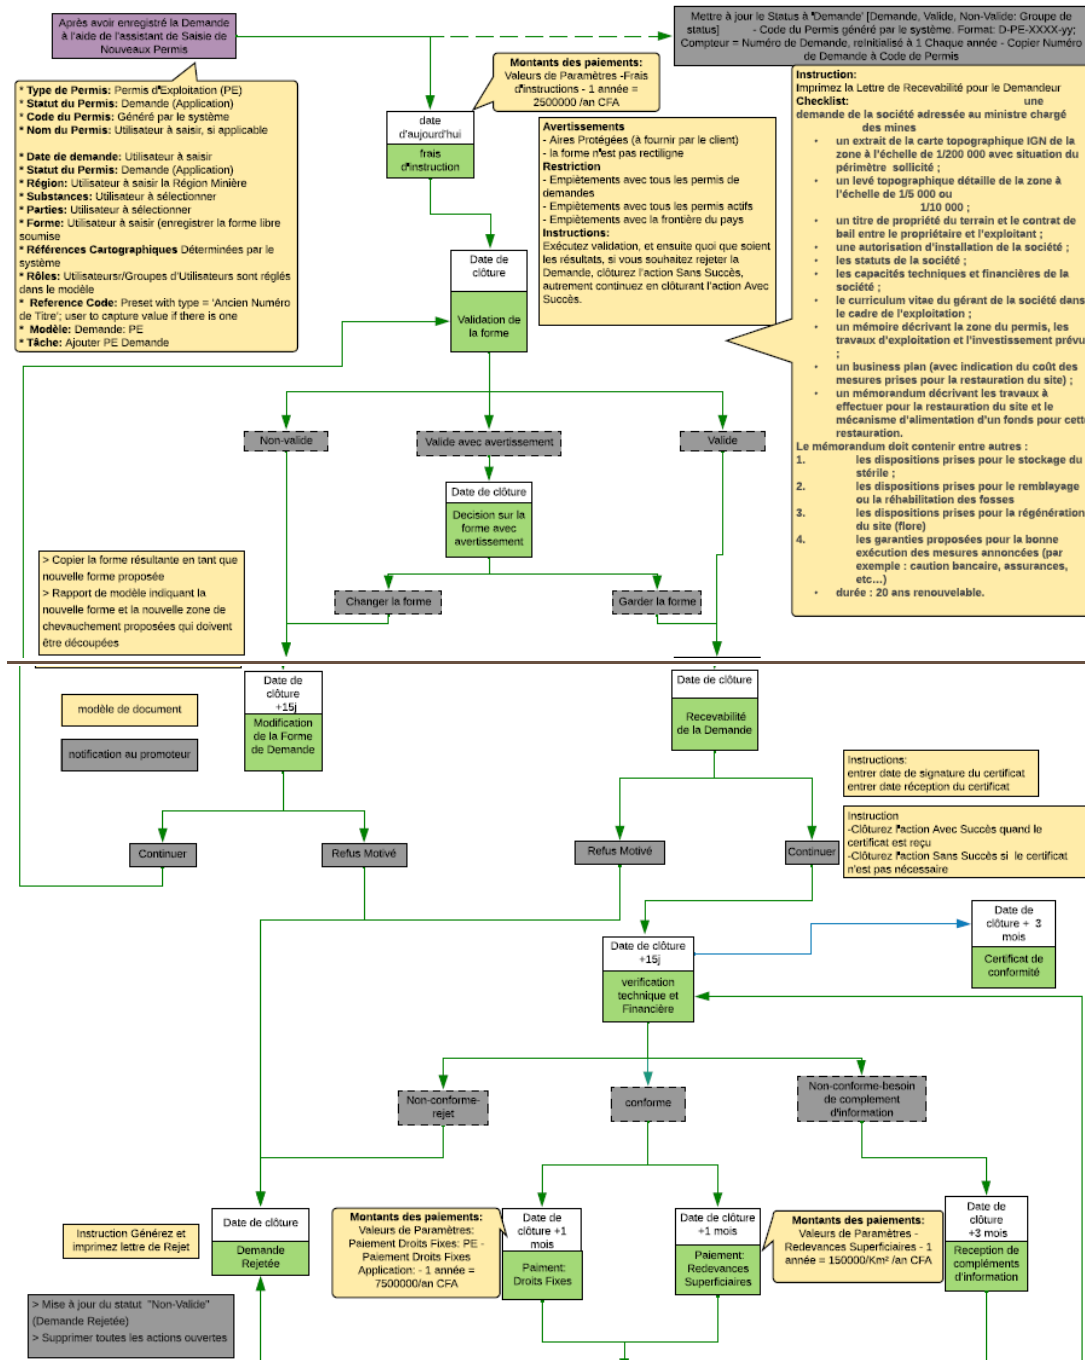 Après avoir enregistré la Demande
à l'aide de l'assistant de Saisie de
Nouveaux Permis
Mettre à jour le Status à "Demande' [Demande, Valide, Non-Valide: Groupe de
status] - Code du Permis généré par le système. Format: D-PE-XXXX-yy;
Compteur = Numéro de Demande, reinitialisé à 1 Chaque année - Copier Numéro
de Demande à Code de Permis
* Type de Permis: Permis d'Exploitation (PE)
* Statut du Permis: Demande (Application)
* Code du Permis: Généré par le système
* Nom du Permis: Utilisateur à saisir, si applicable
* Date de demande: Utilisateur à saisir
* Statut du Permis: Demande (Application)
* Région: Utilisateur à saisir la Région Minière
* Substances: Utilisateur à sélectionner
* Parties: Utilisateur à sélectionner
* Forme: Utilisateur à saisir (enregistrer la forme libre
soumise
* Références Cartographiques Déterminées par le
système
* Rôles: Utilisateursr/Groupes d'Utilisateurs sont réglés
dans le modèle
* Reference Code: Preset with type = 'Ancien Numéro
de Titre'; user to capture value if there is one
* Modèle: Demande: PE
* Tâche: Ajouter PE Demande
Montants des paiements:
Valeurs de Paramètres -Frais
d'instructions - 1 année =
2500000 /an CFA
date
d'aujourd'hui
frais
d'instruction
Avertissements
- Aires Protégées (à fournir par le client)
- la forme n'est pas rectiligne
Restriction
- Empiètements avec tous les permis de
demandes
- Empiètements avec tous les permis actifs
- Empiètements avec la frontière du pays
Instructions:
Exécutez validation, et ensuite quoi que soient
les résultats, si vous souhaitez rejeter la
Demande, clôturez l'action Sans Succès,
autrement continuez en clôturant l'action Avec
Succès.
Instruction:
Imprimez la Lettre de Recevabilité pour le Demandeur
Checklist: une
demande de la société adressée au ministre chargé
des mines
• un extrait de la carte topographique IGN de la
zone à l'échelle de 1/200 000 avec situation du
périmètre sollicité ;
• un levé topographique détaille de la zone à
l'échelle de 1/5 000 ou
1/10 000 ;
• un titre de propriété du terrain et le contrat de
bail entre le propriétaire et l'exploitant ;
• une autorisation d'installation de la société ;
• les statuts de la société ;
• les capacités techniques et financières de la
société ;
• le curriculum vitae du gérant de la société dans
le cadre de l'exploitation ;
• un mémoire décrivant la zone du permis, les
travaux d'exploitation et l'investissement prévu
;
• un business plan (avec indication du coût des
mesures prises pour la restauration du site) ;
• un mémorandum décrivant les travaux à
effectuer pour la restauration du site et le
mécanisme d'alimentation d'un fonds pour cette
restauration.
Le mémorandum doit contenir entre autres :
1. les dispositions prises pour le stockage du
stérile ;
2. les dispositions prises pour le remblayage
ou la réhabilitation des fosses
3. les dispositions prises pour la régénération
du site (flore)
4. les garanties proposées pour la bonne
exécution des mesures annoncées (par
exemple : caution bancaire, assurances,
etc...)
• durée : 20 ans renouvelable.
Date de
clôture
Validation de
la forme
Non-valide
Valide avec avertissement
Valide
Date de clôture
Decision sur la
forme avec
avertissement
> Copier la forme résultante en tant que
nouvelle forme proposée
> Rapport de modèle indiquant la
nouvelle forme et la nouvelle zone de
chevauchement proposées qui doivent
être découpées
Changer la forme
Garder la forme
modèle de document
notification au promoteur
Date de
clôture
+15j
Modification
de la Forme
de Demande
Date de clôture
Recevabilité
de la Demande
Instructions:
entrer date de signature du certificat
entrer date réception du certificat
Instruction
-Clôturez l'action Avec Succès quand le
certificat est reçu
-Clôturez l'action Sans Succès si le certificat
n'est pas nécessaire
Continuer
Refus Motivé
Refus Motivé
Continuer
Date de clôture
+15j
verification
technique et
Financière
Date de
clôture + 3
mois
Certificat de
conformité
Non-conforme-
rejet
conforme
Non-conforme-besoin
de complement
d'information
Instruction Générez et
imprimez lettre de Rejet
Date de clôture
Demande
Rejetée
Montants des paiements:
Valeurs de Paramètres:
Paiement Droits Fixes: PE -
Paiement Droits Fixes
Application: - 1 année =
7500000/an CFA
Date de
clôture +1
mois
Paiment:
Droits Fixes
Date de clôture
+1 mois
Paiement:
Redevances
Superficiaires
Montants des paiements:
Valeurs de Paramètres -
Redevances Superficiaires - 1
année = 150000/Km² /an CFA
Date de
clôture
+3 mois
Reception de
compléments
d'information
> Mise à jour du statut "Non-Valide"
(Demande Rejetée)
> Supprimer toutes les actions ouvertes